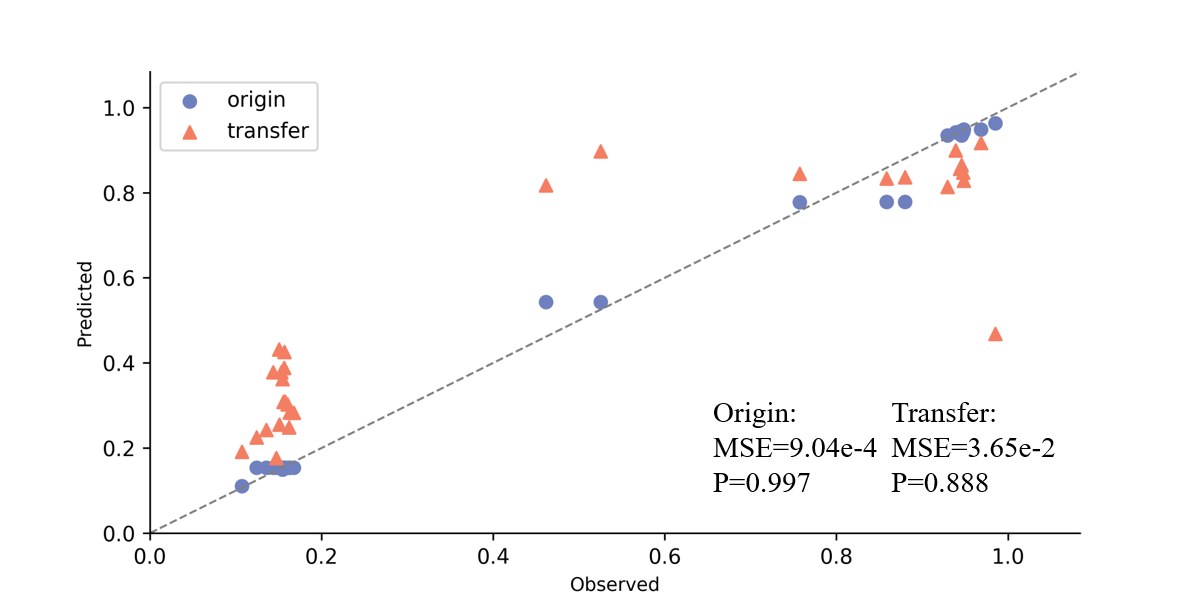 origin
transfer
1.0
0.8
0.6
0.4
0.2
0.0
Predicted
Origin: Transfer:
MSE=9.04e-4 MSE=3.65e-2
P=0.997 P=0.888
0.0 0.2 0.4 0.6 0.8 1.0
Observed